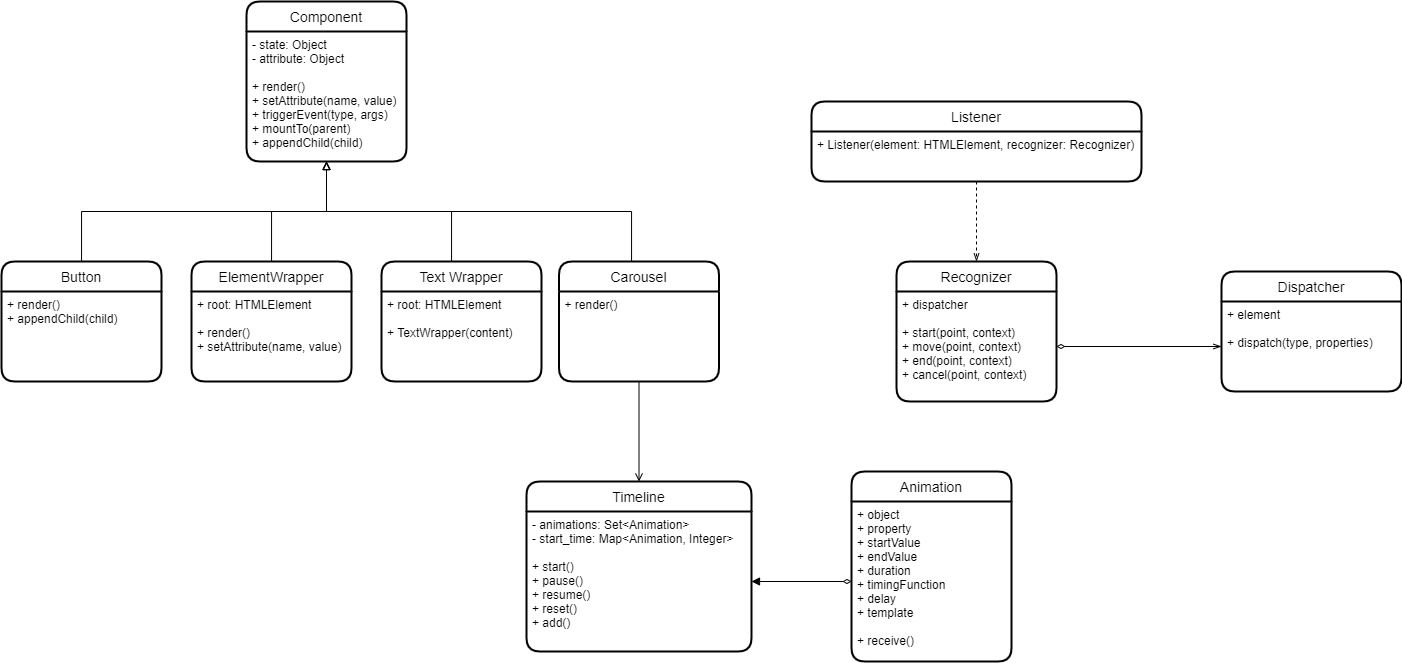 Component
- state: Object
- attribute: Object
+ render()
+ setAttribute(name, value)
+ triggerEvent(type, args)
+ mountTo(parent)
+ appendChild(child)
Listener
+ Listener(element: HTMLElement, recognizer: Recognizer)
Button
+ render()
+ appendChild(child)
ElementWrapper
+ root: HTMLElement
+ render()
+ setAttribute(name, value)
Text Wrapper
+ root: HTMLElement
+ TextWrapper(content)
Carousel
+ render()
Recognizer
+ dispatcher
+ start(point, context)
+ move(point, context)
+ end(point, context)
+ cancel(point, context)
Dispatcher
+ element
+ dispatch(type, properties)
Timeline
- animations: Set<Animation>
- start_time: Map<Animation, Integer>
+ start()
+ pause()
+ resume()
+ reset()
+ add()
Animation
+ object
+ property
+ startValue
+ endValue
+ duration
+ timingFunction
+ delay
+ template
+ receive()